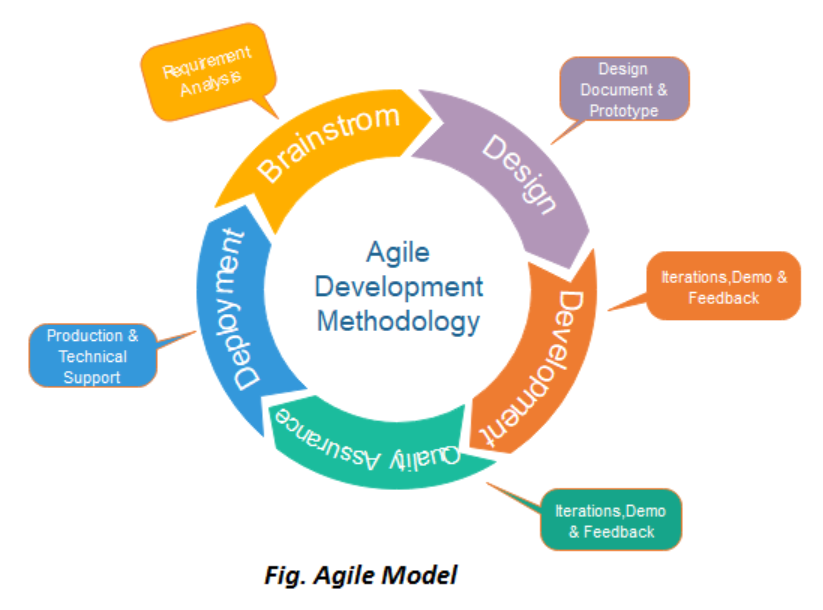 Requirement
Analysis
Brainstrom
Design
Document &
Prototype
Design
Iterations,Demo &
Feedback
Development
Iterations,Demo
& Feedback
Quality Assurance
Production &
Technical
Support
Deployment
Agile
Development
Methodology
Fig. Agile Model